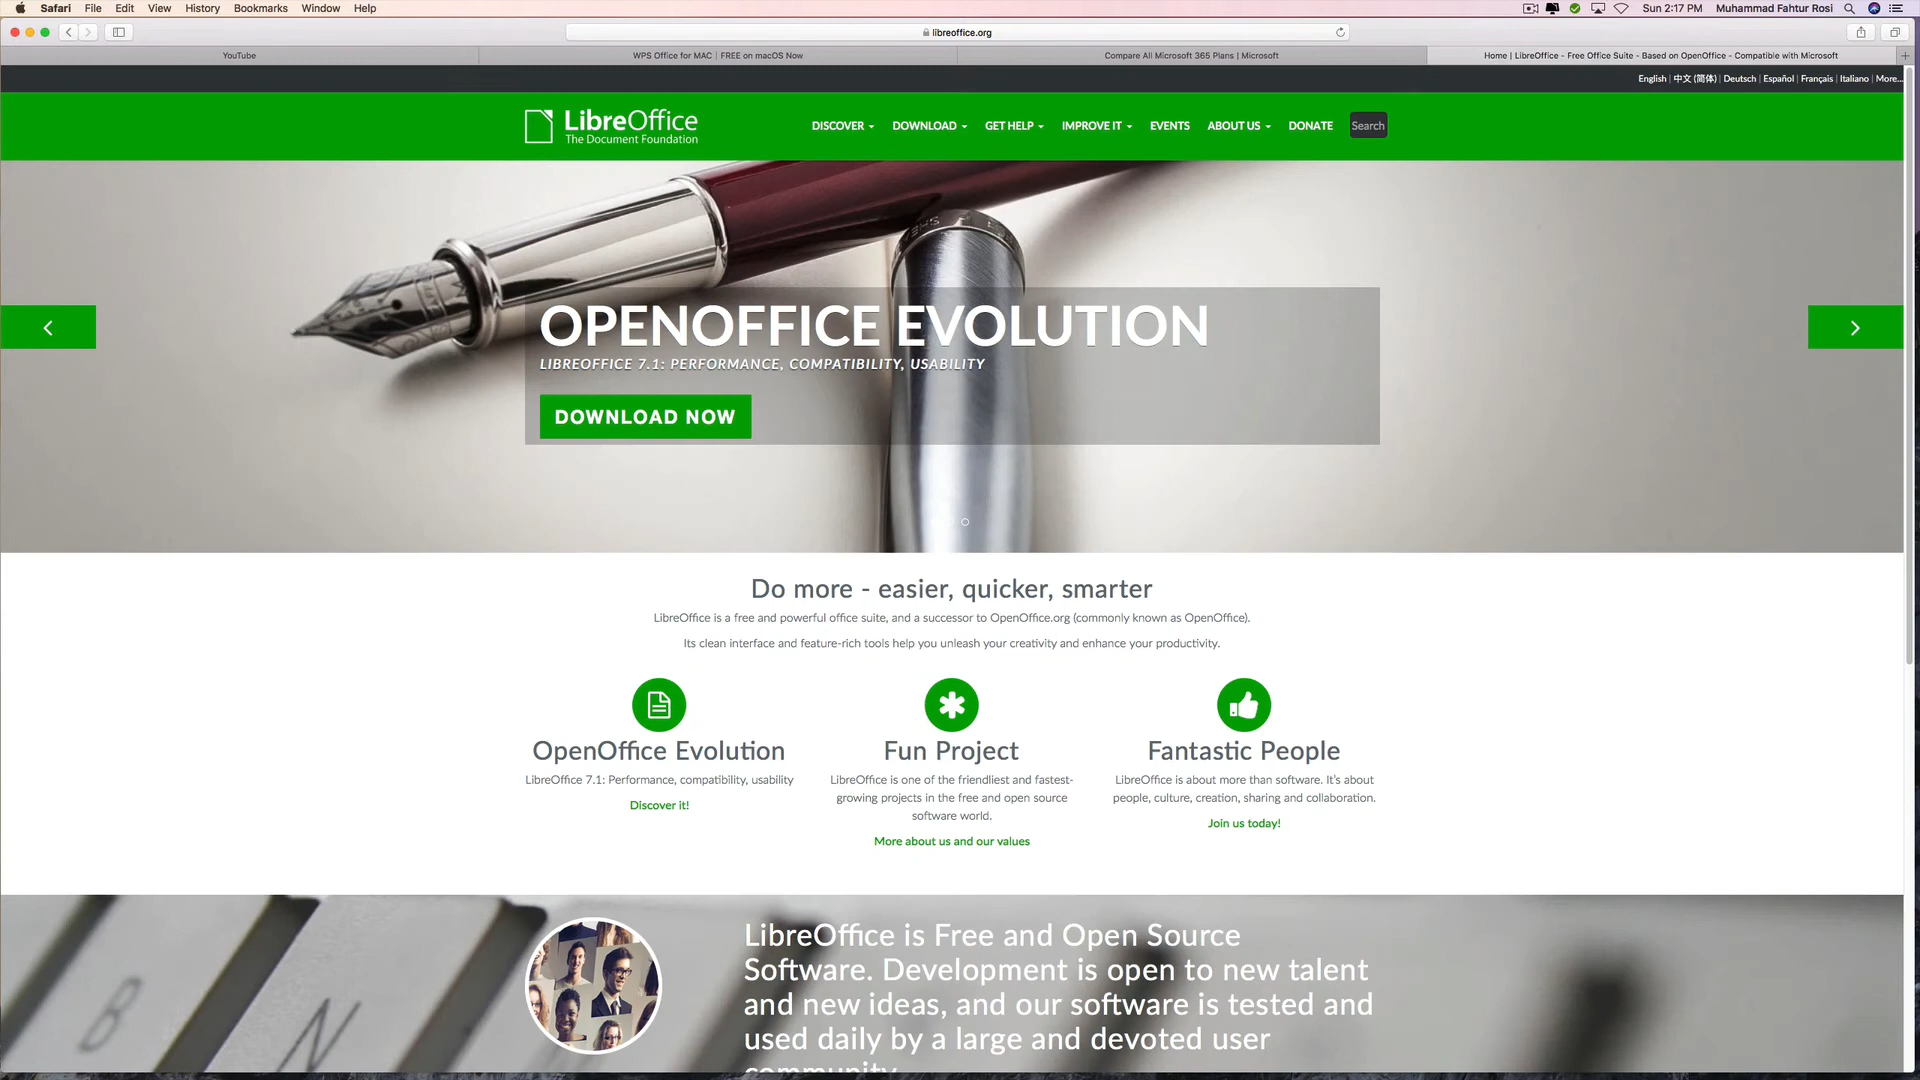 Safari File Edit View History Bookmarks Window Help
Sun 2:17 PM Muhammad Fahtur Rosi
libreoffice.org
YouTube
WPS Office for MAC | FREE on macOS Now
Compare All Microsoft 365 Plans | Microsoft
Home | LibreOffice - Free Office Suite - Based on OpenOffice - Compatible with Microsoft
English | 中文 (简体) | Deutsch | Español | Français | Italiano | More...
LibreOffice
The Document Foundation
DISCOVER DOWNLOAD GET HELP IMPROVE IT EVENTS ABOUT US DONATE Search
OPENOFFICE EVOLUTION
LIBREOFFICE 7.1: PERFORMANCE, COMPATIBILITY, USABILITY
DOWNLOAD NOW
Do more - easier, quicker, smarter
LibreOffice is a free and powerful office suite, and a successor to OpenOffice.org (commonly known as OpenOffice).
Its clean interface and feature-rich tools help you unleash your creativity and enhance your productivity.
OpenOffice Evolution
LibreOffice 7.1: Performance, compatibility, usability
Discover it!
Fun Project
LibreOffice is one of the friendliest and fastest-
growing projects in the free and open source
software world.
More about us and our values
Fantastic People
LibreOffice is about more than software. It's about
people, culture, creation, sharing and collaboration.
Join us today!
LibreOffice is Free and Open Source
Software. Development is open to new talent
and new ideas, and our software is tested and
used daily by a large and devoted user
community.
B
N